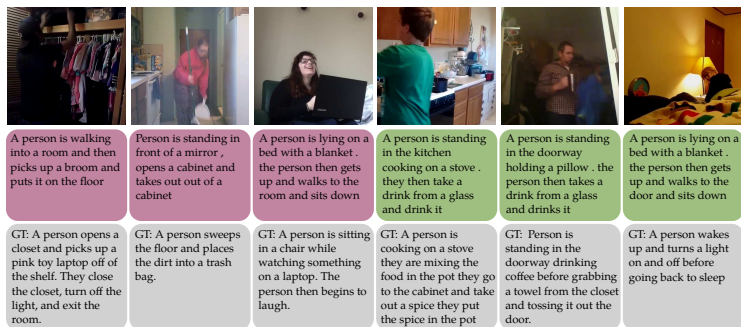 A person is walking
into a room and then
picks up a broom and
puts it on the floor
Person is standing in
front of a mirror ,
opens a cabinet and
takes out out of a
cabinet
A person is lying on a
bed with a blanket .
the person then gets
up and walks to the
room and sits down
A person is standing
in the kitchen
cooking on a stove .
they then take a
drink from a glass
and drink it
A person is standing
in the doorway
holding a pillow . the
person then takes a
drink from a glass
and drinks it
A person is lying on a
bed with a blanket .
the person then gets
up and walks to the
door and sits down
GT: A person opens a
closet and picks up a
pink toy laptop off of
the shelf. They close
the closet, turn off the
light, and exit the
room.
GT: A person sweeps
the floor and places
the dirt into a trash
bag.
GT: A person is sitting
in a chair while
watching something
on a laptop. The
person then begins to
laugh.
GT: A person is
cooking on a stove
they are mixing the
food in the pot they go
to the cabinet and take
out a spice they put
the spice in the pot
GT: Person is
standing in the
doorway drinking
coffee before grabbing
a towel from the closet
and tossing it out the
door.
GT: A person wakes
up and turns a light
on and off before
going back to sleep